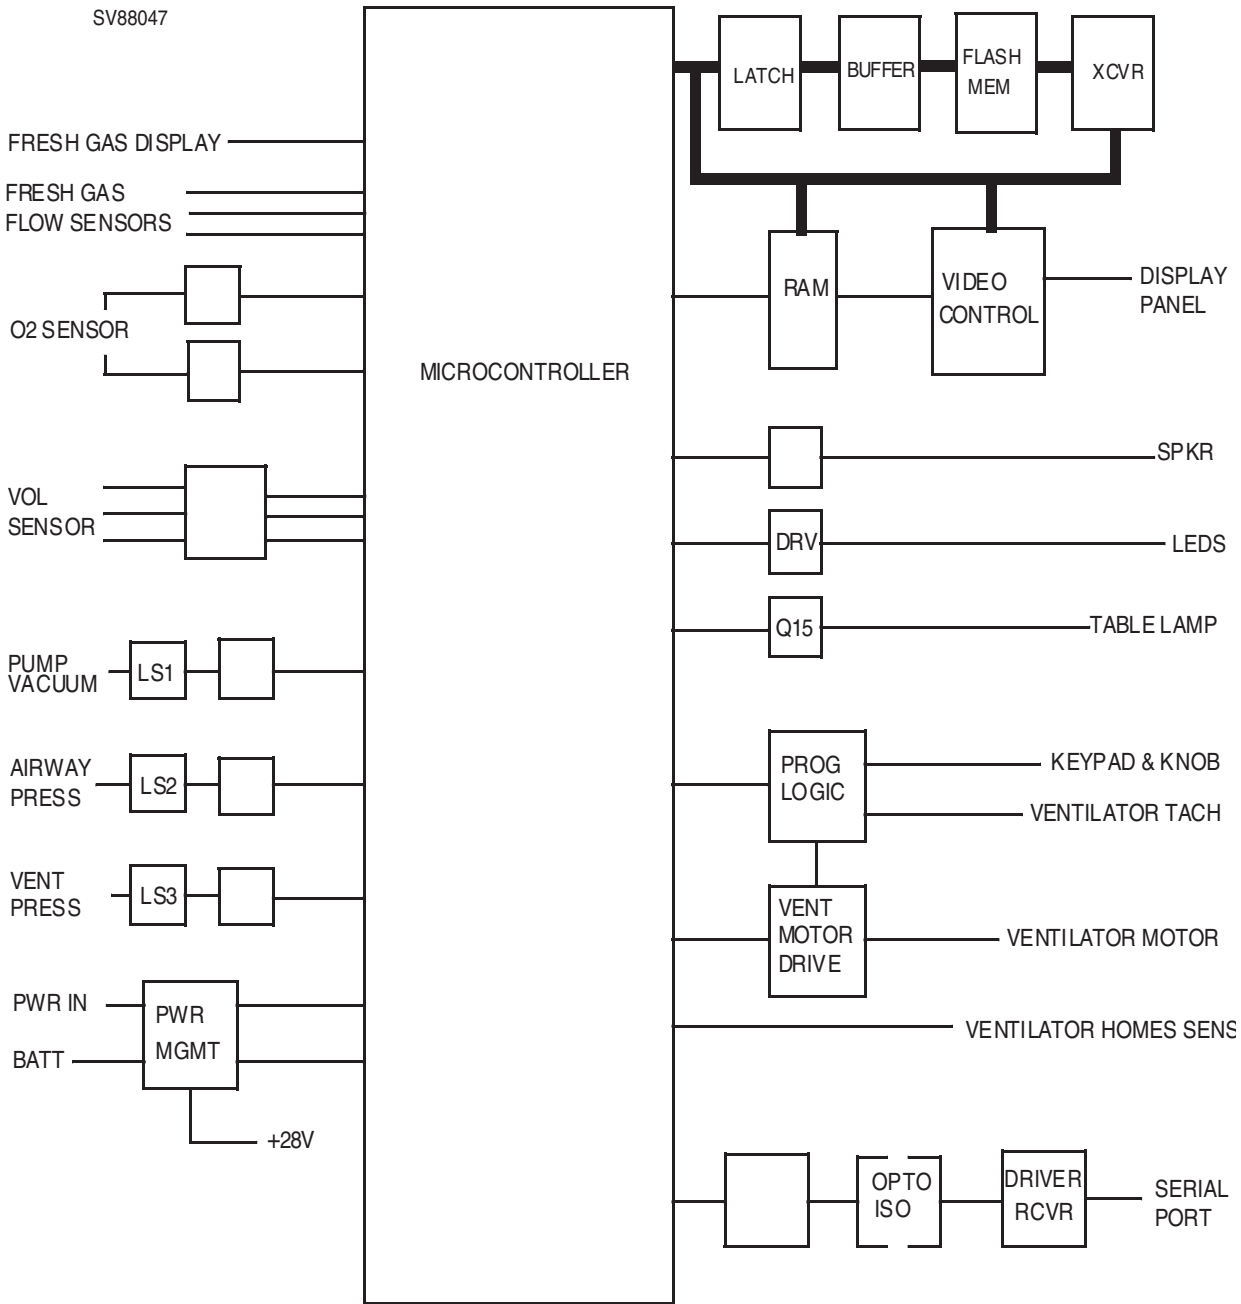 SV88047
FRESH GAS DISPLAY
FRESH GAS
FLOW SENSORS
O2 SENSOR
VOL
SENSOR
PUMP
VACUUM
LS1
AIRWAY
PRESS
LS2
VENT
PRESS
LS3
PWR IN
BATT
PWR
MGMT
+28V
MICROCONTROLLER
LATCH
BUFFER
FLASH
MEM
XCVR
RAM
VIDEO
CONTROL
DISPLAY
PANEL
SPKR
DRV
LEDS
Q15
TABLE LAMP
PROG
LOGIC
KEYPAD & KNOB
VENTILATOR TACH
VENT
MOTOR
DRIVE
VENTILATOR MOTOR
VENTILATOR HOMES SENS
OPTO
ISO
DRIVER
RCVR
SERIAL
PORT